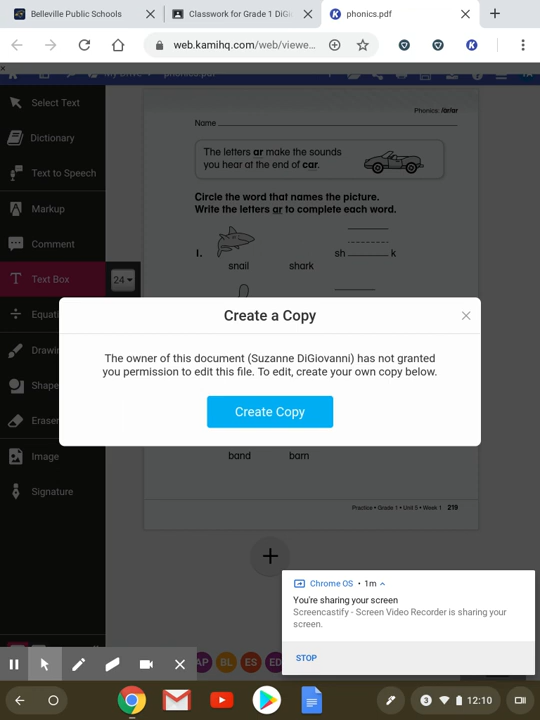 Belleville Public Schools
Classwork for Grade 1 DiGi
phonics.pdf
web.kamihq.com/web/viewe...
Select Text
Dictionary
Text to Speech
Markup
Comment
Text Box
24
Equati
Drawin
Shape
Eraser
Image
Signature
Phonics: /är/ar
Name
The letters ar make the sounds
you hear at the end of car.
Circle the word that names the picture.
Write the letters ar to complete each word.
1.
sh k
snail shark
Create a Copy
The owner of this document (Suzanne DiGiovanni) has not granted
you permission to edit this file. To edit, create your own copy below.
Create Copy
band barn
Practice • Grade 1 • Unit 5 • Week 1 219
Chrome OS • 1m
You're sharing your screen
Screencastify - Screen Video Recorder is sharing your
screen.
STOP
AP BL ES ED
3 12:10